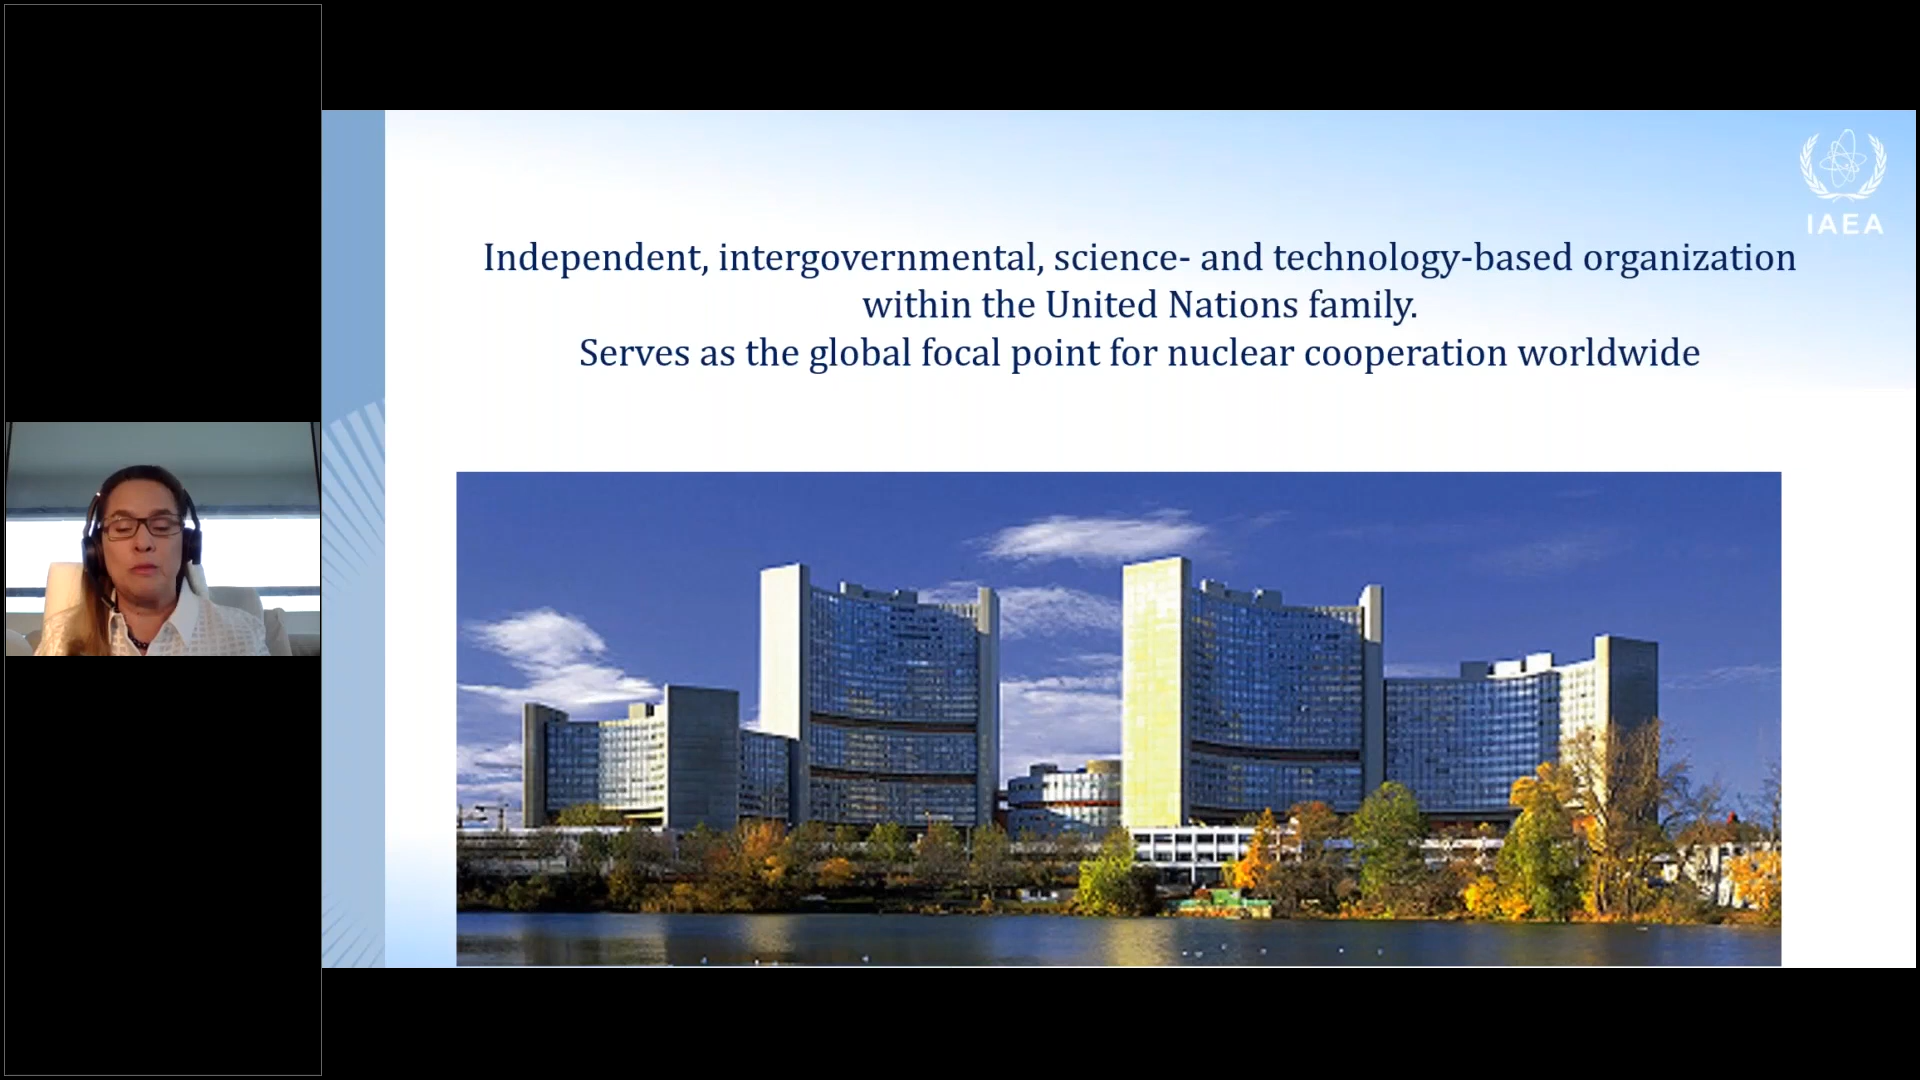 IAEA
Independent, intergovernmental, science- and technology-based organization
within the United Nations family.
Serves as the global focal point for nuclear cooperation worldwide